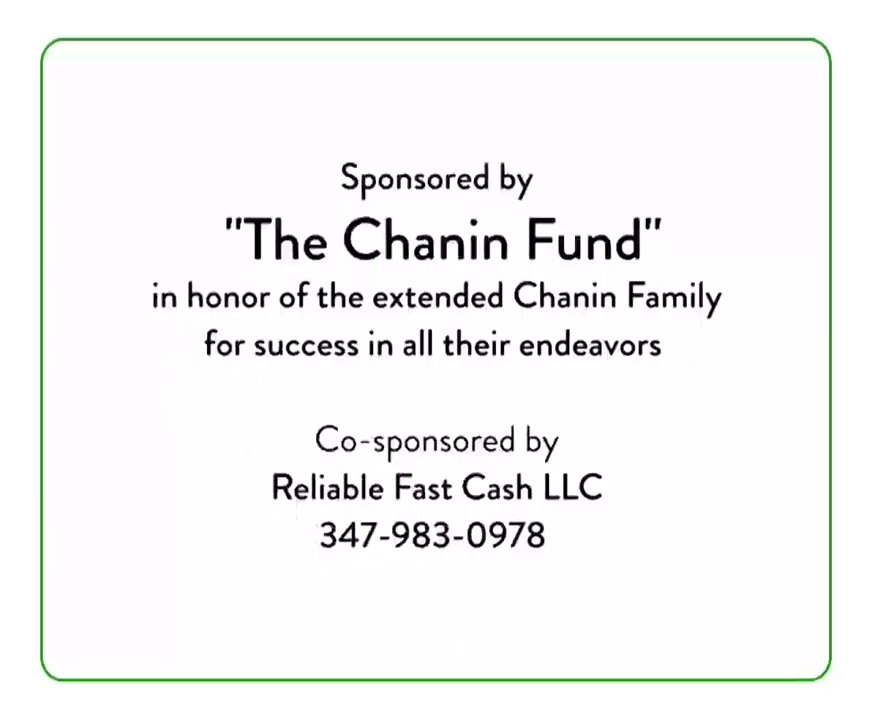 Sponsored by
"The Chanin Fund"
in honor of the extended Chanin Family
for success in all their endeavors
Co-sponsored by
Reliable Fast Cash LLC
347-983-0978